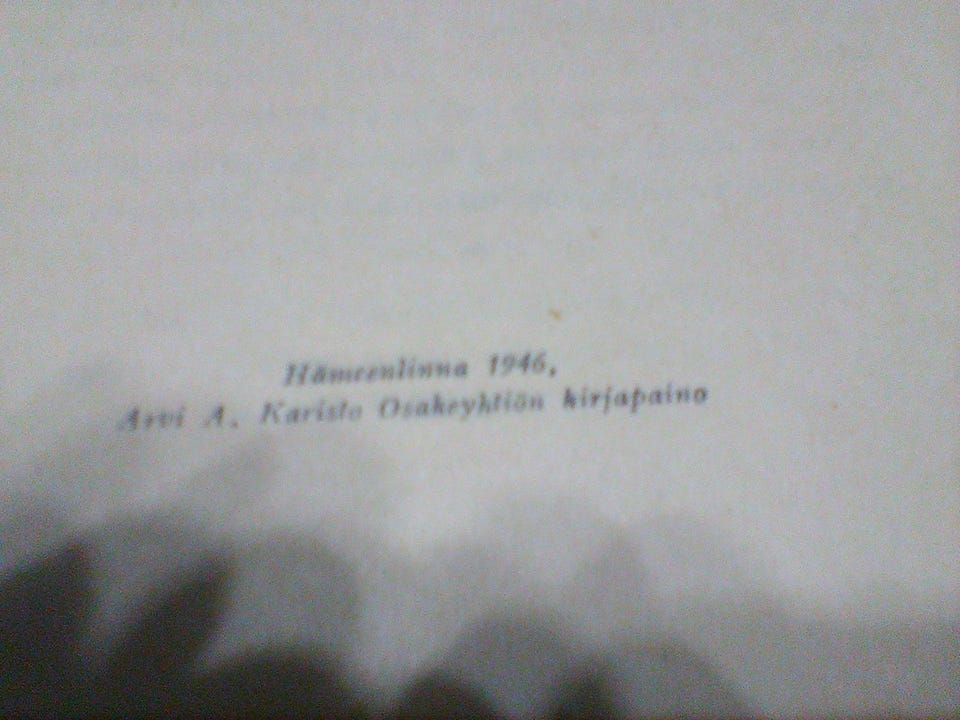 Hämeenlinna 1946,
Arvi A. Karisto Osakeyhtiön kirjapaino